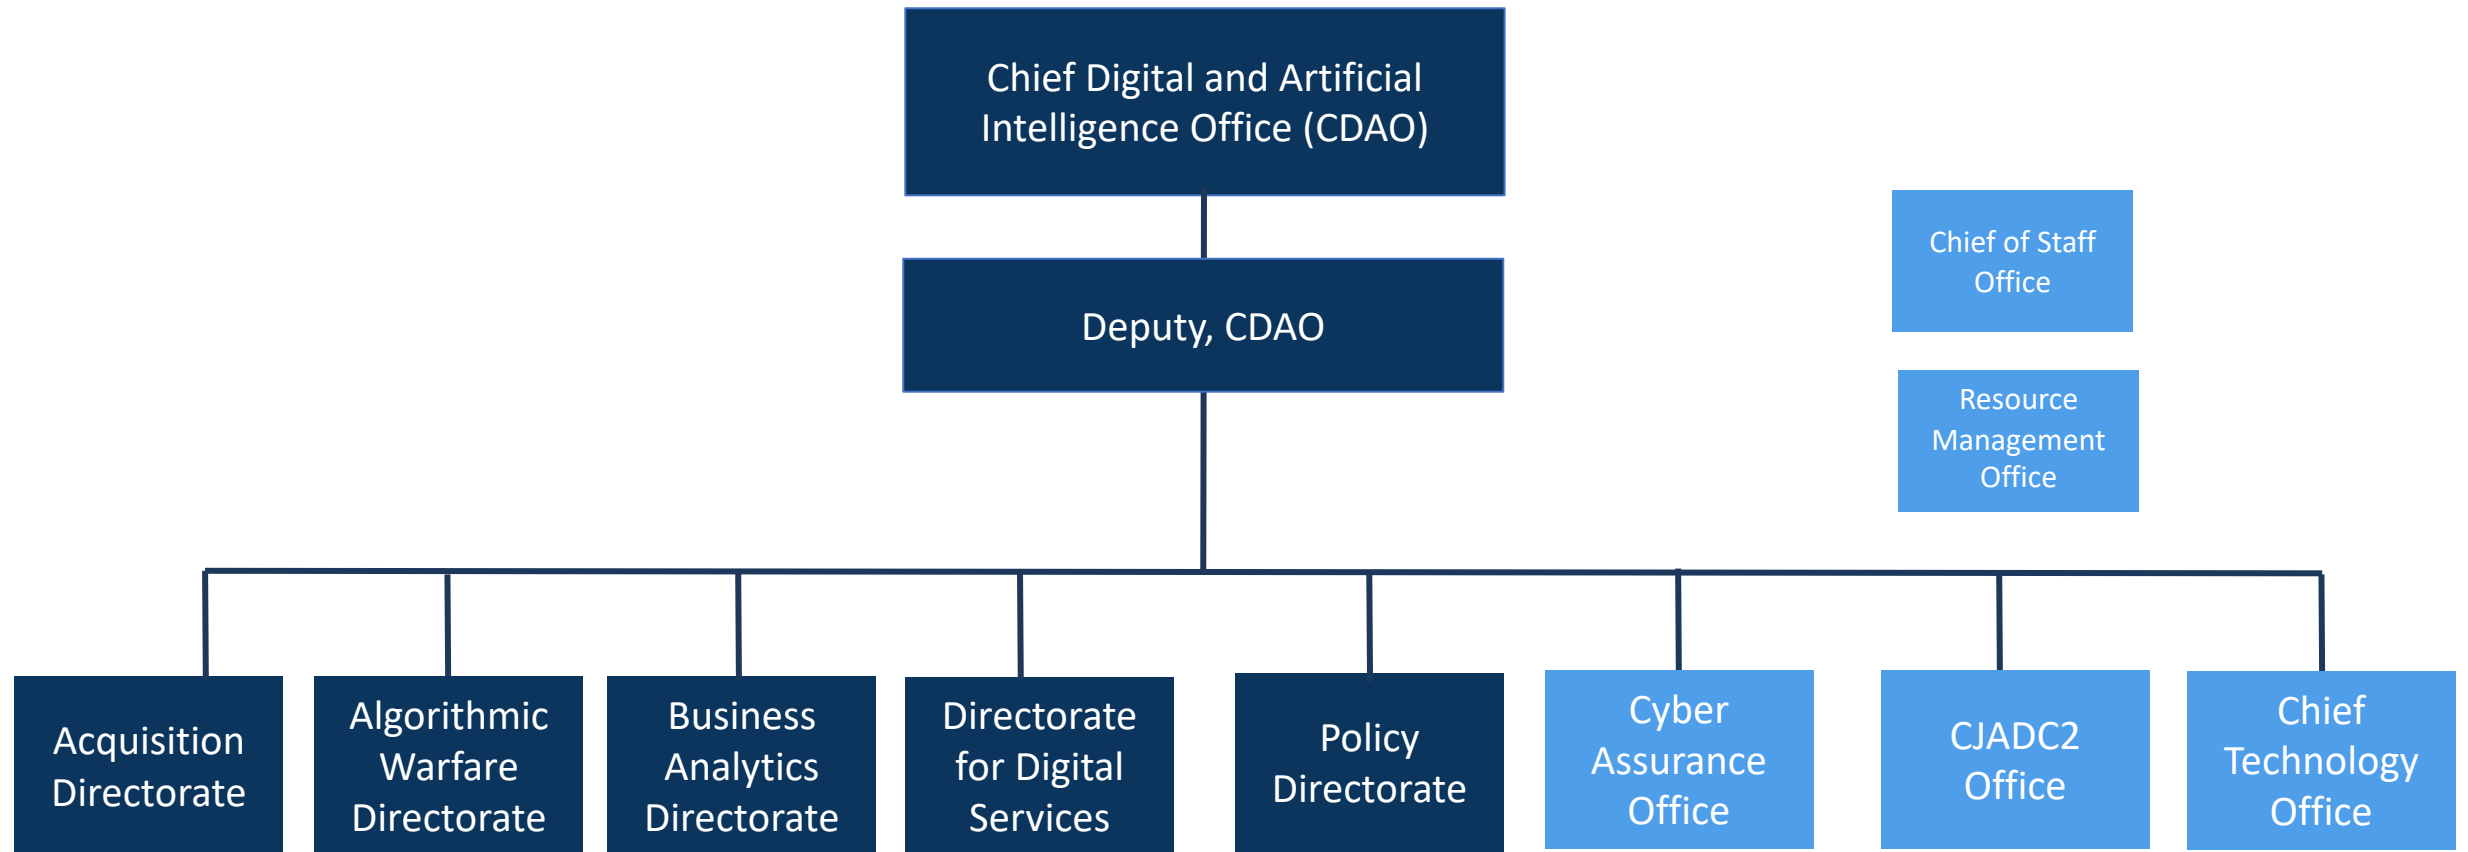 Chief Digital and Artificial
Intelligence Office (CDAO)
Chief of Staff
Office
Deputy, CDAO
Resource
Management
Office
Acquisition
Directorate
Algorithmic
Warfare
Directorate
Business
Analytics
Directorate
Directorate
for Digital
Services
Policy
Directorate
Cyber
Assurance
Office
CJADC2
Office
Chief
Technology
Office